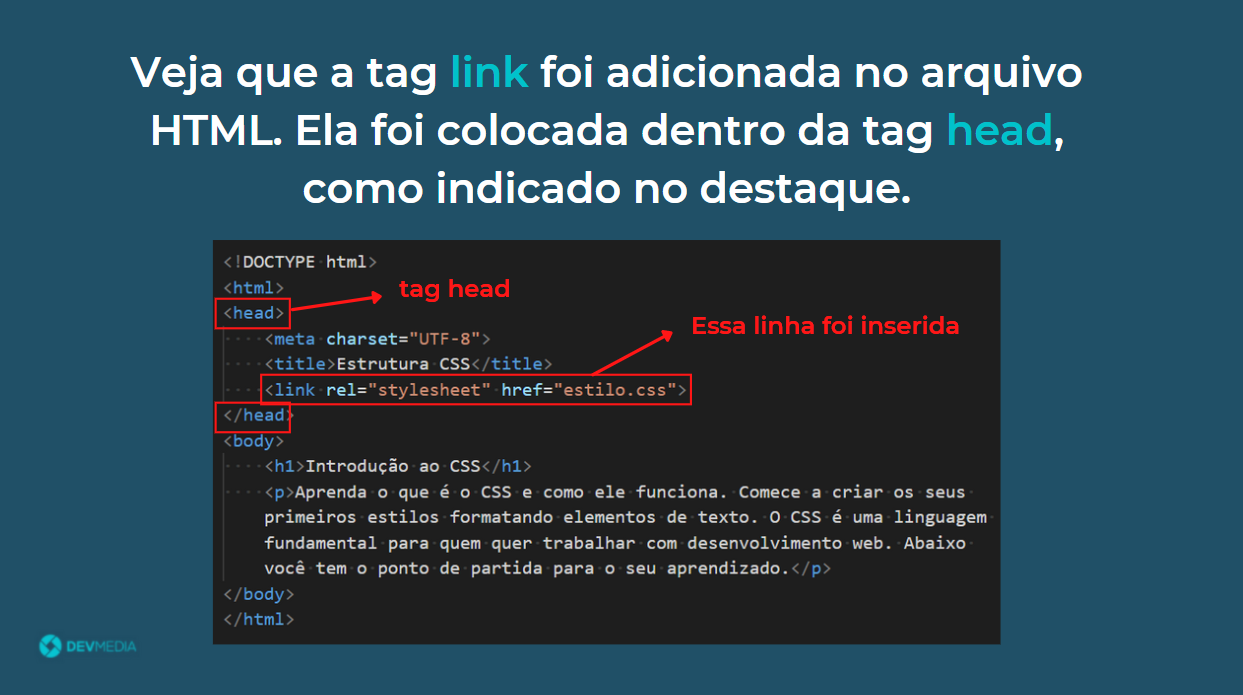 Veja que a tag link foi adicionada no arquivo
HTML. Ela foi colocada dentro da tag head,
como indicado no destaque.
<!DOCTYPE html>
<html>
tag head
<head>
Essa linha foi inserida
<meta charset="UTF-8">
<title>Estrutura CSS</title>
<link rel="stylesheet" href="estilo.css">
</head>
<body>
<h1>Introdução ao CSS</h1>
<p>Aprenda o que é o CSS e como ele funciona. Comece a criar os seus
primeiros estilos formatando elementos de texto. O CSS é uma linguagem
fundamental para quem quer trabalhar com desenvolvimento web. Abaixo
você tem o ponto de partida para o seu aprendizado.</p>
</body>
</html>
DEVMEDIA